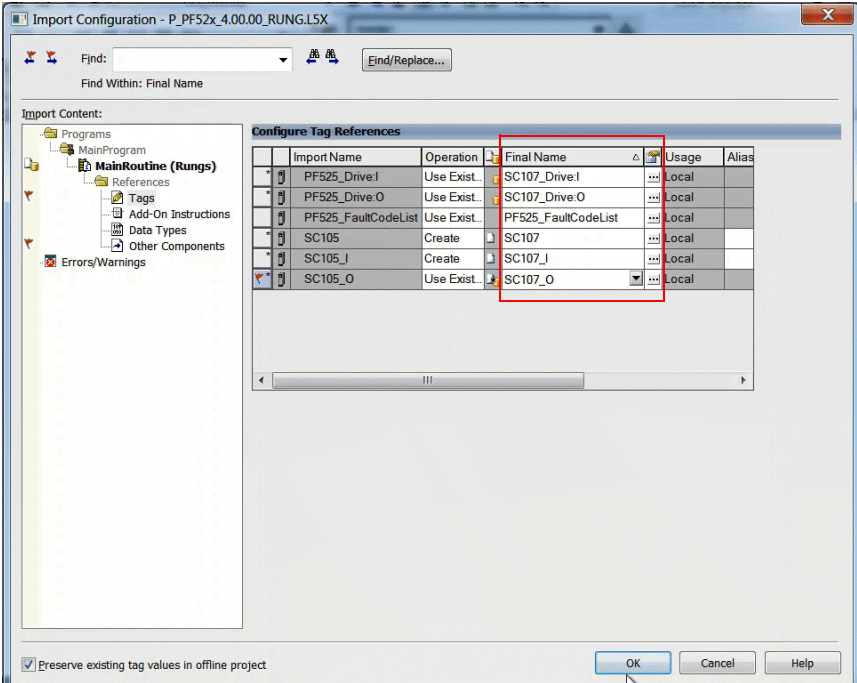 Import Configuration - P_PF52x_4.00.00_RUNG.L5X
Find:
Find/Replace...
Find Within: Final Name
Import Content:
Programs
MainProgram
MainRoutine (Rungs)
References
Tags
Add-On Instructions
Data Types
Other Components
Errors/Warnings
Configure Tag References
Import Name Operation Final Name Usage Alias
* PF525_Drive:I Use Exist... SC107_Drive:I ... Local
* PF525_Drive:O Use Exist... SC107_Drive:O ... Local
PF525_FaultCodeList Use Exist... PF525_FaultCodeList ... Local
* SC105 Create SC107 ... Local
* SC105_I Create SC107_I ... Local
* SC105_O Use Exist... SC107_O ... Local
Preserve existing tag values in offline project
OK Cancel Help